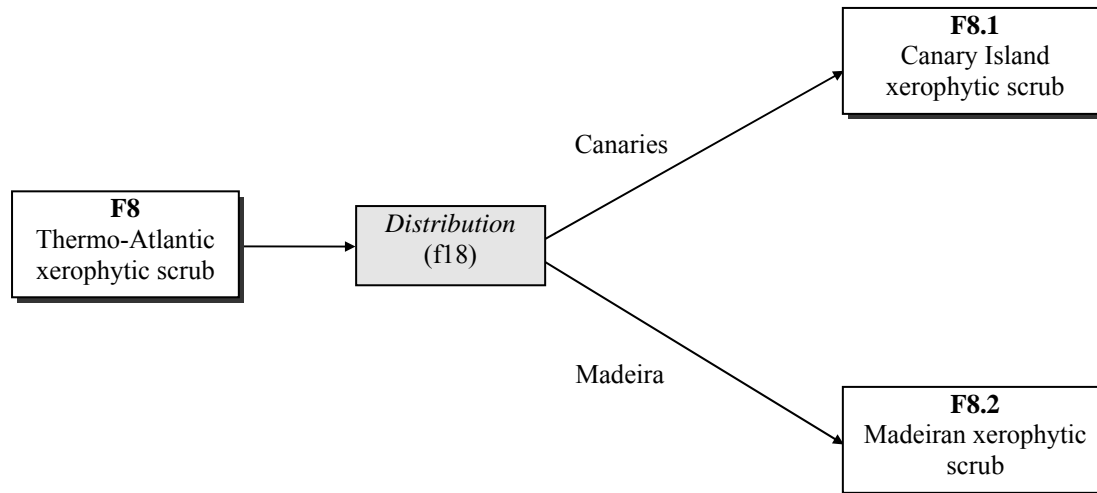 F8
Thermo-Atlantic
xerophytic scrub
Distribution
(f18)
Canaries
Madeira
F8.1
Canary Island
xerophytic scrub
F8.2
Madeiran xerophytic
scrub